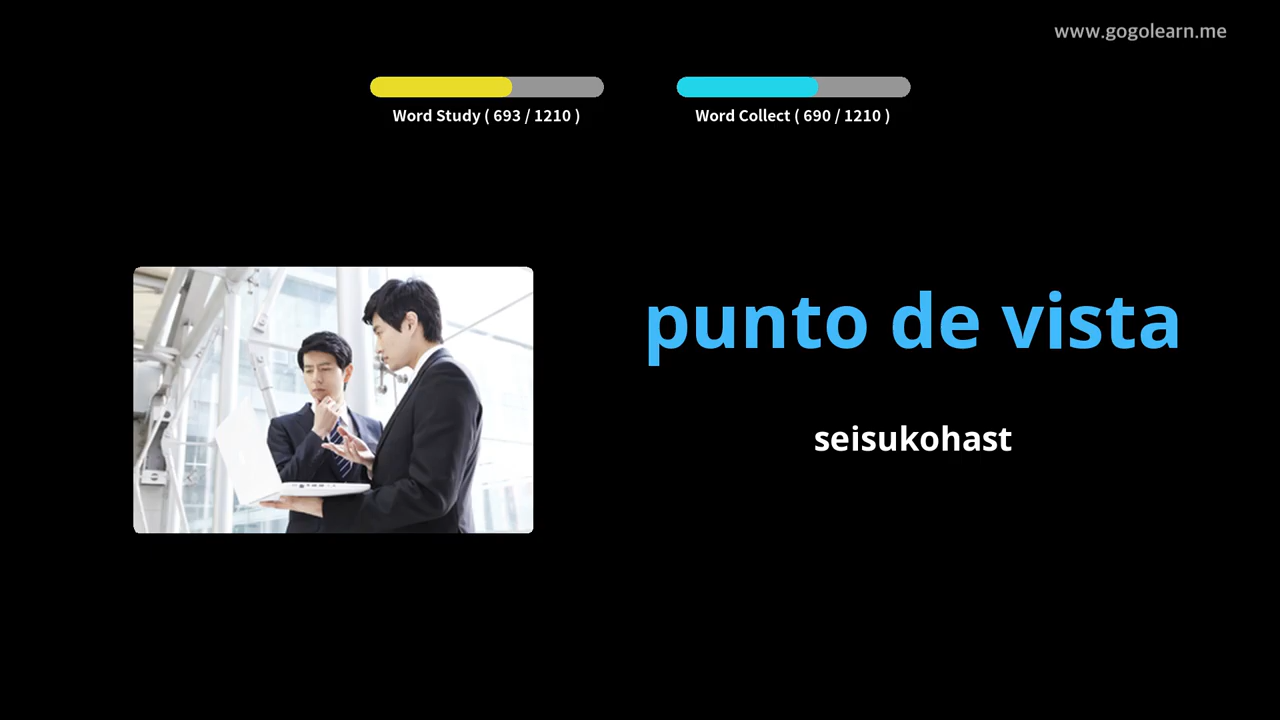 www.gogolearn.me
Word Study ( 693 / 1210 )
Word Collect ( 690 / 1210 )
punto de vista
seisukohast